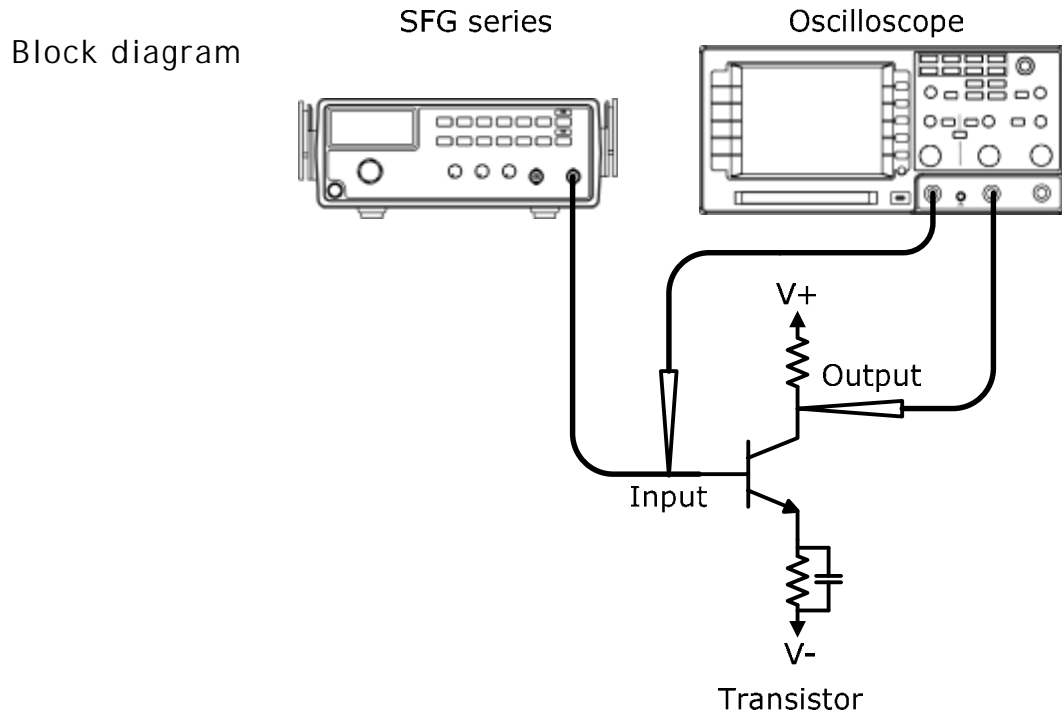 SFG series
Oscilloscope
Block diagram
V+
Output
Input
V-
Transistor